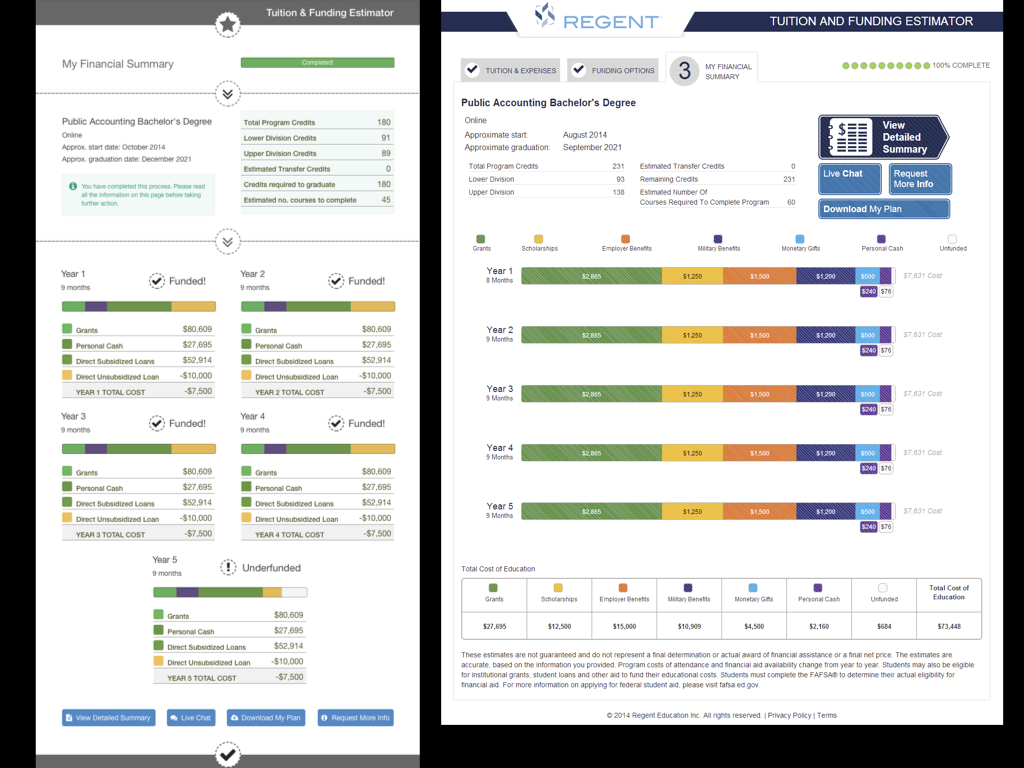 Tuition & Funding Estimator
My Financial Summary
Completed!
Public Accounting Bachelor's Degree
Online
Approx. start date: October 2014
Approx. graduation date: December 2021
You have completed this process. Please read
all the information on this page before taking
further action.
Total Program Credits 180
Lower Division Credits 91
Upper Division Credits 89
Estimated Transfer Credits 0
Credits required to graduate 180
Estimated no. courses to complete 45
Year 1
9 months
Funded!
Grants $80,609
Personal Cash $27,695
Direct Subsidized Loans $52,914
Direct Unsubsidized Loan -$10,000
YEAR 1 TOTAL COST -$7,500
Year 2
9 months
Funded!
Grants $80,609
Personal Cash $27,695
Direct Subsidized Loans $52,914
Direct Unsubsidized Loan -$10,000
YEAR 2 TOTAL COST -$7,500
Year 3
9 months
Funded!
Grants $80,609
Personal Cash $27,695
Direct Subsidized Loans $52,914
Direct Unsubsidized Loan -$10,000
YEAR 3 TOTAL COST -$7,500
Year 4
9 months
Funded!
Grants $80,609
Personal Cash $27,695
Direct Subsidized Loans $52,914
Direct Unsubsidized Loan -$10,000
YEAR 4 TOTAL COST -$7,500
Year 5
9 months
Underfunded
Grants $80,609
Personal Cash $27,695
Direct Subsidized Loans $52,914
Direct Unsubsidized Loan -$10,000
YEAR 5 TOTAL COST -$7,500
View Detailed Summary
Live Chat
Download My Plan
Request More Info
REGENT
TUITION AND FUNDING ESTIMATOR
TUITION & EXPENSES
FUNDING OPTIONS
3
MY FINANCIAL
SUMMARY
100% COMPLETE
Public Accounting Bachelor's Degree
Online
Approximate start: August 2014
Approximate graduation: September 2021
Total Program Credits 231
Lower Division 93
Upper Division 138
Estimated Transfer Credits 0
Remaining Credits 231
Estimated Number Of
Courses Required To Complete Program 60
$
View
Detailed
Summary
Live Chat
Request
More Info
Download My Plan
Grants Scholarships Employer Benefits Military Benefits Monetary Gifts Personal Cash Unfunded
Year 1
8 Months
$2,865 $1,250 $1,500 $1,200 $500
$7,631 Cost
$240 $76
Year 2
9 Months
$2,865 $1,250 $1,500 $1,200 $500
$7,631 Cost
$240 $76
Year 3
9 Months
$2,865 $1,250 $1,500 $1,200 $500
$7,631 Cost
$240 $76
Year 4
9 Months
$2,865 $1,250 $1,500 $1,200 $500
$7,631 Cost
$240 $76
Year 5
9 Months
$2,865 $1,250 $1,500 $1,200 $500
$7,631 Cost
$240 $76
Total Cost of Education
Grants Scholarships Employer Benefits Military Benefits Monetary Gifts Personal Cash Unfunded Total Cost of
Education
$27,695 $12,500 $15,000 $10,909 $4,500 $2,160 $684 $73,448
These estimates are not guaranteed and do not represent a final determination or actual award of financial assistance or a final net price. The estimates are
accurate, based on the information you provided. Program costs of attendance and financial aid availability change from year to year. Students may also be eligible
for institutional grants, student loans and other aid to fund their educational costs. Students must complete the FAFSA® to determine their actual eligibility for
financial aid. For more information on applying for federal student aid, please visit fafsa.ed.gov.
© 2014 Regent Education Inc. All rights reserved. | Privacy Policy | Terms